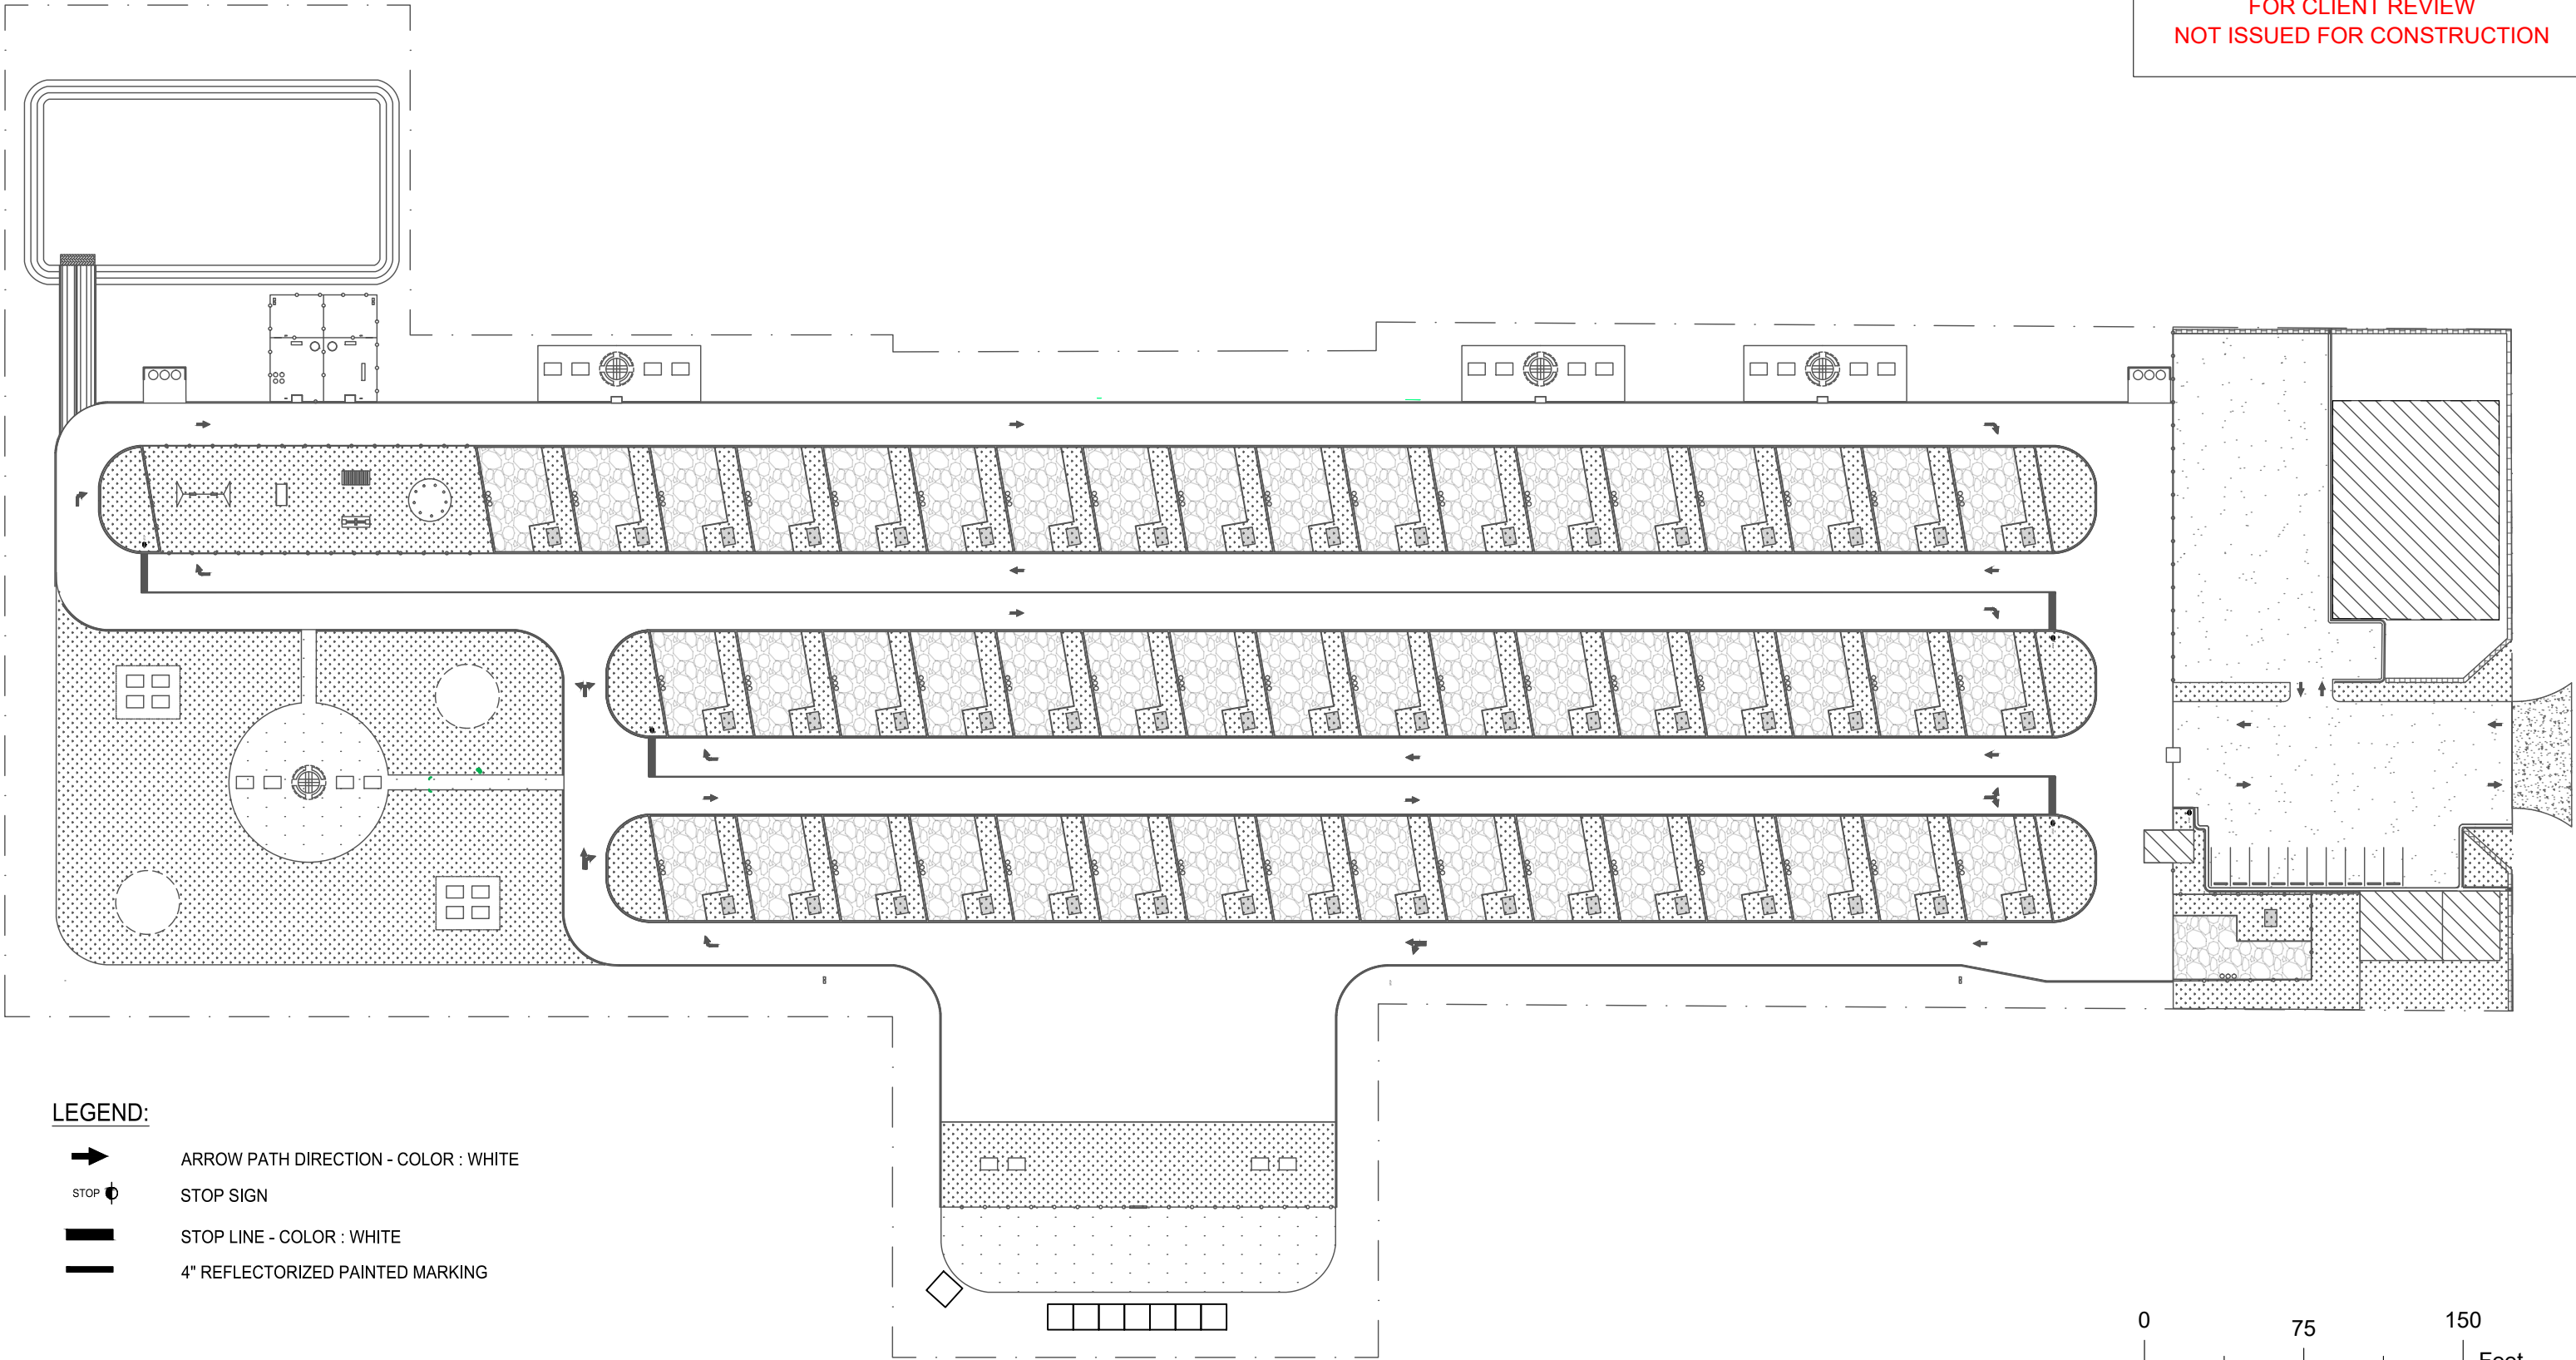 FOR CLIENT REVIEW
NOT ISSUED FOR CONSTRUCTION
LEGEND:
ARROW PATH DIRECTION - COLOR : WHITE
STOP
STOP SIGN
STOP LINE - COLOR : WHITE
4" REFLECTORIZED PAINTED MARKING
0
75
150
Feet